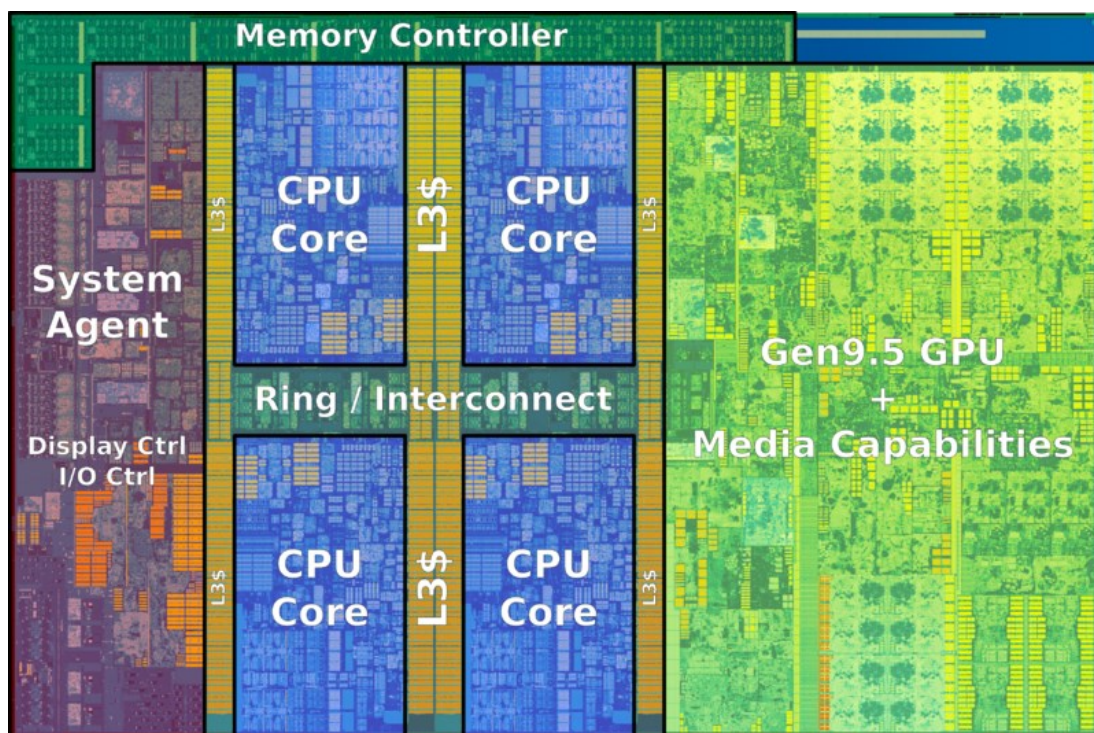 Memory Controller
CPU
Core
CPU
Core
L3$
L3$
L3$
System
Agent
Gen9.5 GPU
+
Media Capabilities
Ring / Interconnect
Display Ctrl
I/O Ctrl
CPU
Core
CPU
Core
L3$
L3$
L3$